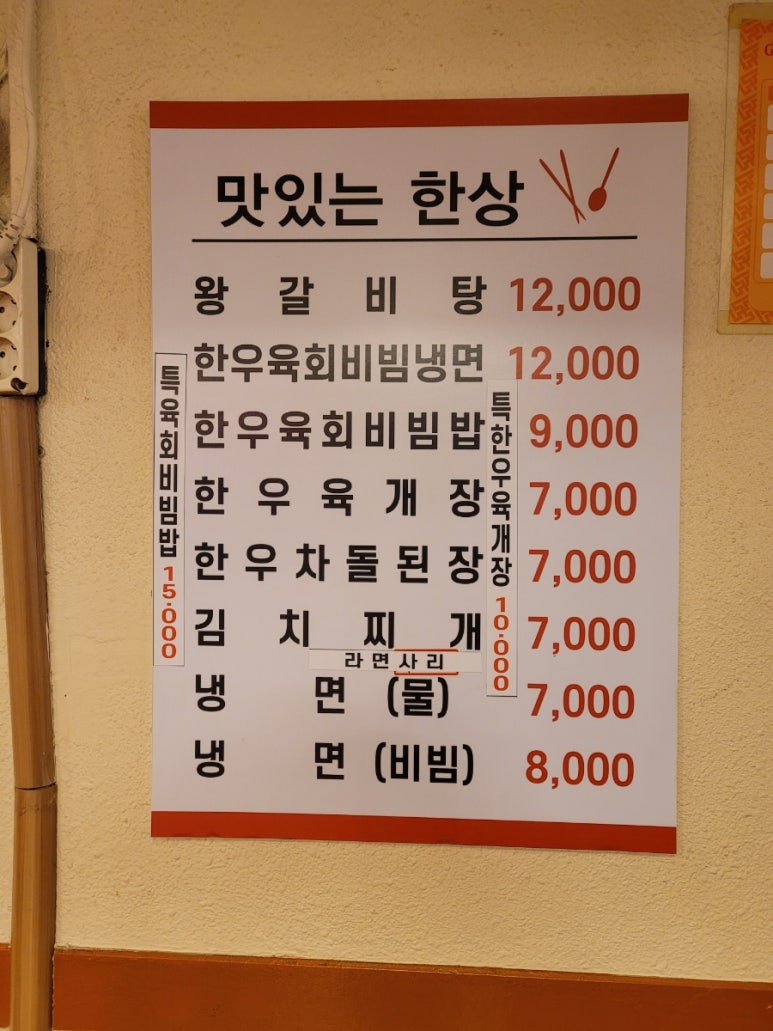 맛있는 한상
왕갈비탕 12,000
한우육회비빔냉면 12,000
한우육회비빔밥 9,000
한우육개장 7,000
한우차돌된장 7,000
김치찌개 7,000
라면사리
냉면 (물) 7,000
냉면 (비빔) 8,000
특육회비빔밥 15.000
특한우육개장 10.000